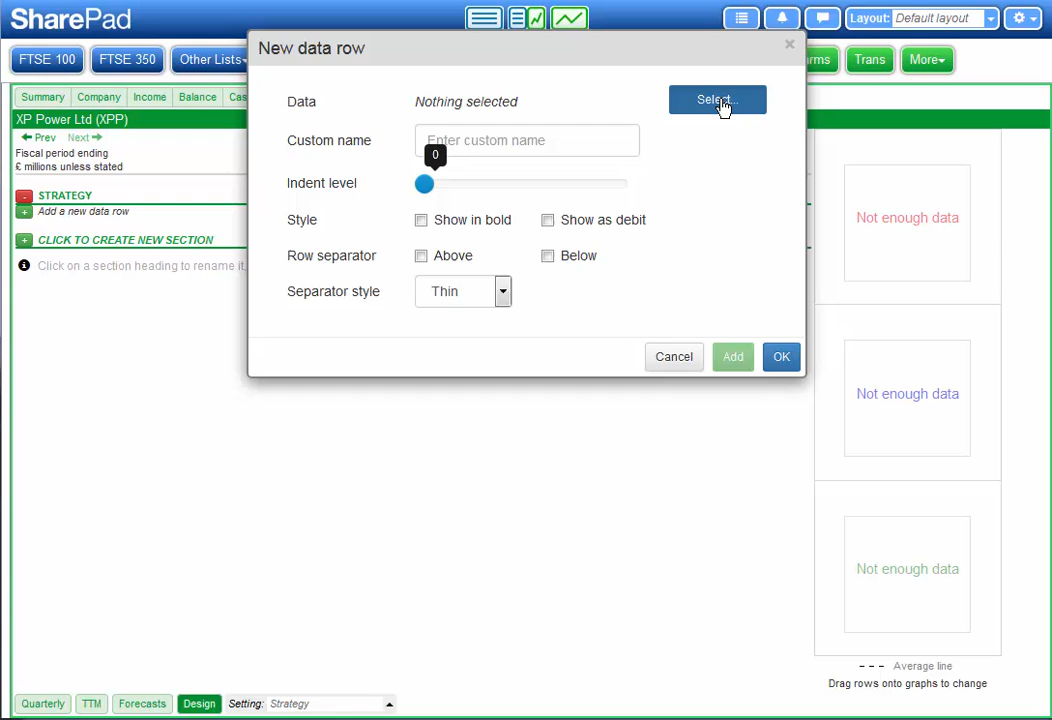 SharePad
Layout: Default layout
FTSE 100 FTSE 350 Other Lists Trans More
New data row
Data Nothing selected Select...
Custom name Enter custom name
0
Indent level
Style Show in bold Show as debit
Row separator Above Below
Separator style Thin
Cancel Add OK
Summary Company Income Balance
XP Power Ltd (XPP)
Prev Next
Fiscal period ending
£ millions unless stated
- STRATEGY
+ Add a new data row
+ CLICK TO CREATE NEW SECTION
Click on a section heading to rename it,
Not enough data
Not enough data
Not enough data
Average line
Drag rows onto graphs to change
Quarterly TTM Forecasts Design Setting: Strategy